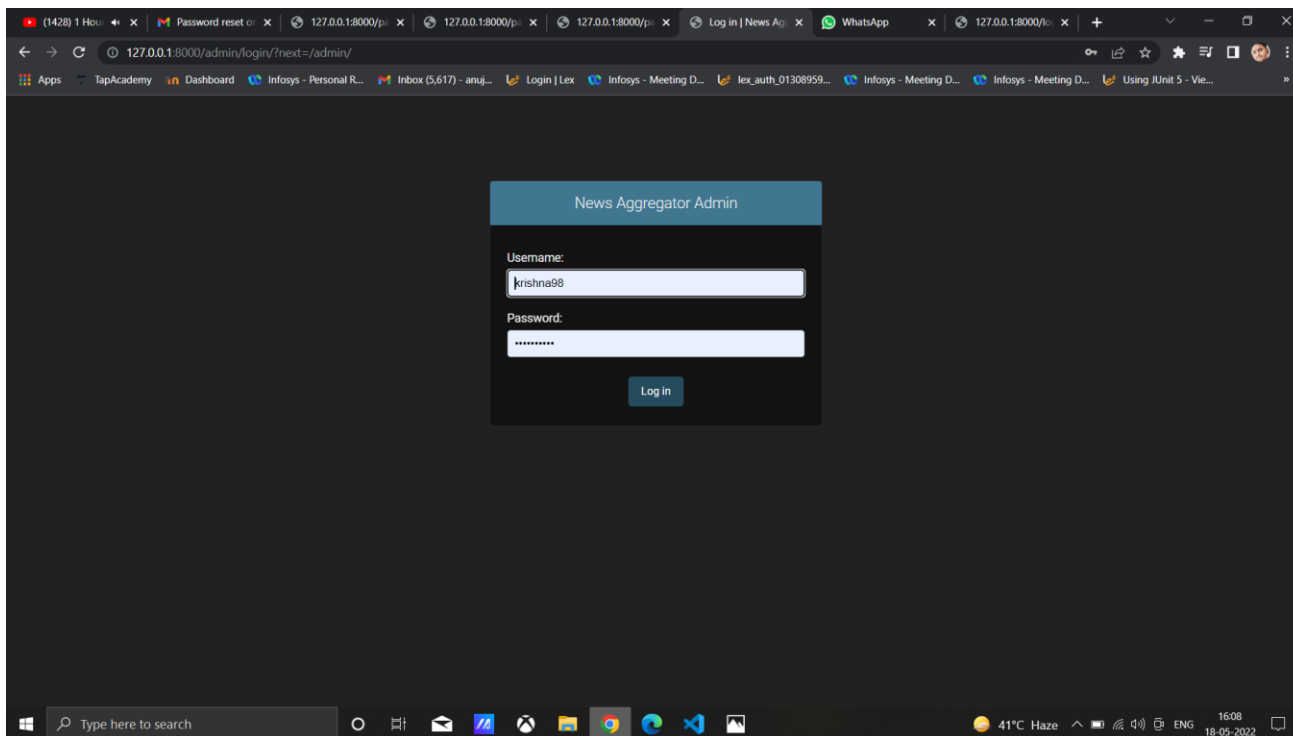 (1428) 1 Hour
Password reset or
127.0.0.1:8000/pa
127.0.0.1:8000/pa
127.0.0.1:8000/pa
Log in | News Ag
WhatsApp
127.0.0.1:8000/lo
127.0.0.1:8000/admin/login/?next=/admin/
Apps TapAcademy Dashboard Infosys - Personal R... Inbox (5,617) - anuj... Login | Lex Infosys - Meeting D... lex_auth_01308959... Infosys - Meeting D... Infosys - Meeting D... Using JUnit 5 - Vie... »
News Aggregator Admin
Username:
krishna98
Password:
Log in
Type here to search
41°C Haze
ENG
16:08
18-05-2022